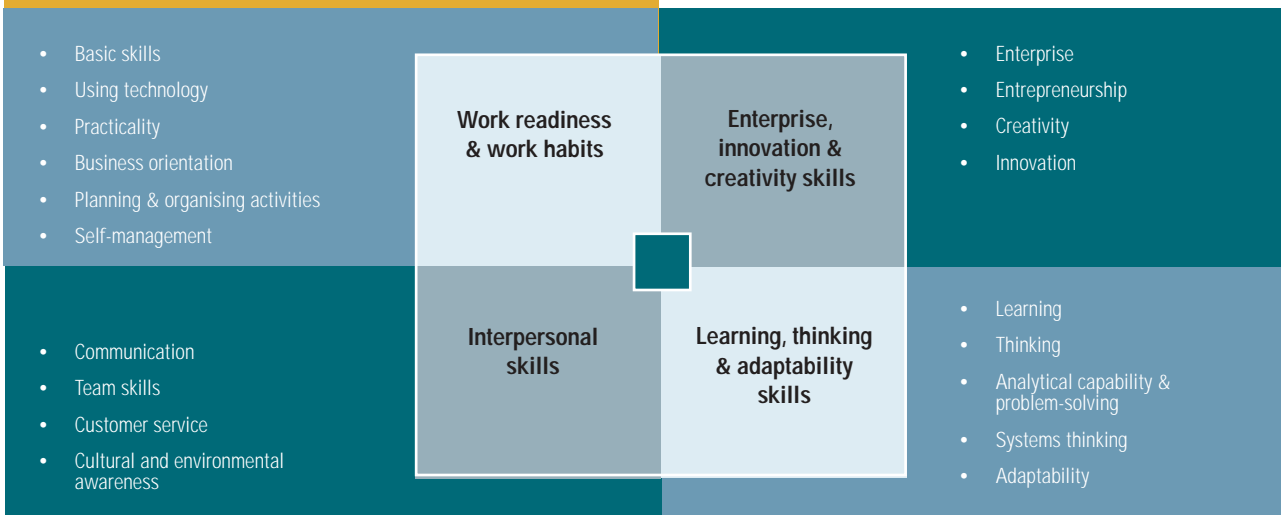 • Basic skills
• Using technology
• Practicality
• Business orientation
• Planning & organising activities
• Self-management
Work readiness
& work habits
Enterprise,
innovation &
creativity skills
• Enterprise
• Entrepreneurship
• Creativity
• Innovation
• Communication
• Team skills
• Customer service
• Cultural and environmental
awareness
Interpersonal
skills
Learning, thinking
& adaptability
skills
• Learning
• Thinking
• Analytical capability &
problem-solving
• Systems thinking
• Adaptability